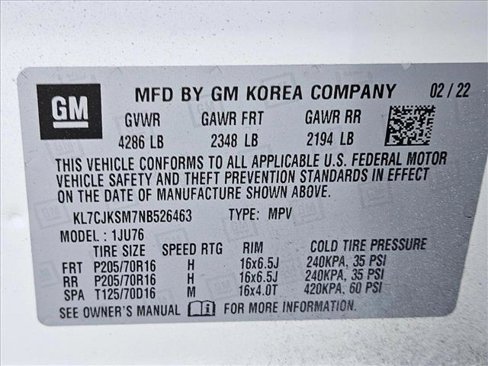 GM
MFD BY GM KOREA COMPANY 02/22
GVWR GAWR FRT GAWR RR
4286 LB 2348 LB 2194 LB
THIS VEHICLE CONFORMS TO ALL APPLICABLE U.S. FEDERAL MOTOR
VEHICLE SAFETY AND THEFT PREVENTION STANDARDS IN EFFECT
ON THE DATE OF MANUFACTURE SHOWN ABOVE.
KL7CJKSM7NB526463 TYPE: MPV
MODEL : 1JU76
TIRE SIZE SPEED RTG RIM COLD TIRE PRESSURE
FRT P205/70R16 H 16x6.5J 240KPA, 35 PSI
RR P205/70R16 H 16x6.5J 240KPA, 35 PSI
SPA T125/70D16 M 16x4.0T 420KPA, 60 PSI
SEE OWNER'S MANUAL FOR MORE INFORMATION.